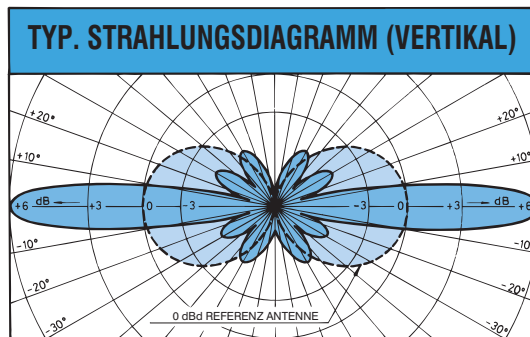 TYP. STRAHLUNGSDIAGRAMM (VERTIKAL)
+20° +20°
+10° +10°
+6 dB +3 0 -3 -3 0 +3 dB +6
-10° -10°
-20° -20°
-30° 0 dBd REFERENZ ANTENNE -30°